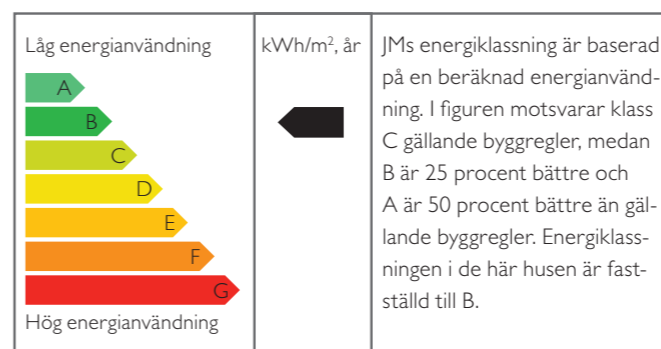 Låg energianvändning
A
B
C
D
E
F
G
Hög energianvändning
kWh/m², år
JMs energiklassning är baserad
på en beräknad energianvänd-
ning. I figuren motsvarar klass
C gällande byggregler, medan
B är 25 procent bättre och
A är 50 procent bättre än gäl-
lande byggregler. Energiklass-
ningen i de här husen är fast-
ställd till B.